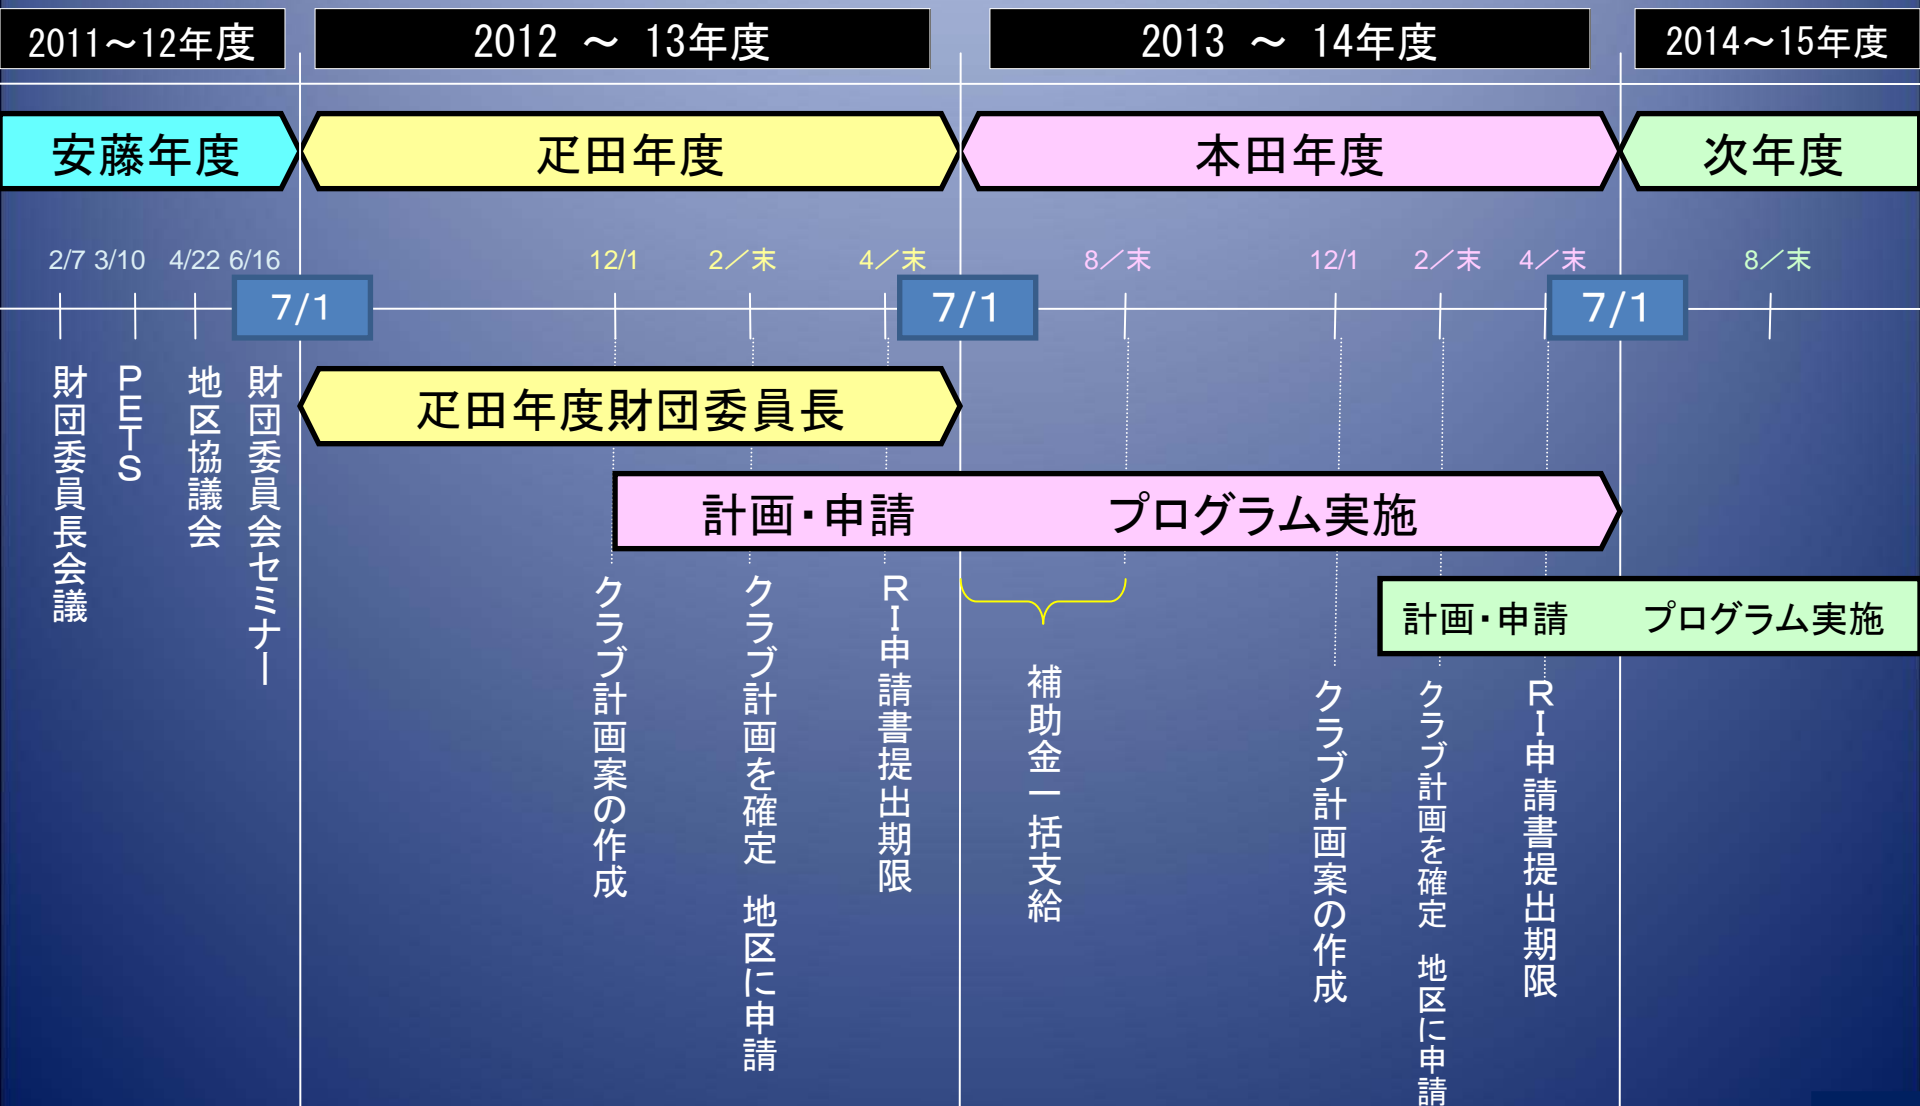 2011～12年度
2012 ～ 13年度
2013 ～ 14年度
2014～15年度
安藤年度
疋田年度
本田年度
次年度
2/7
3/10
4/22
6/16
12/1
2／末
4／末
8／末
12/1
2／末
4／末
8／末
7/1
7/1
7/1
財団委員長会議
PETS
地区協議会
財団委員会セミナー
疋田年度財団委員長
計画・申請 プログラム実施
計画・申請 プログラム実施
クラブ計画案の作成
クラブ計画を確定 地区に申請
RI申請書提出期限
補助金一括支給
クラブ計画案の作成
クラブ計画を確定 地区に申請
RI申請書提出期限